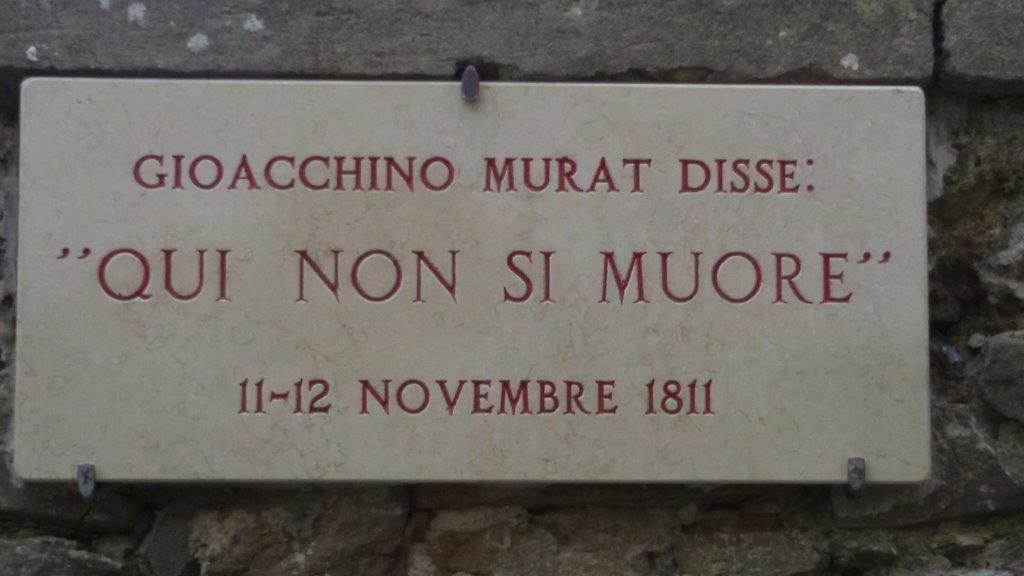 GIOACCHINO MURAT DISSE:
"QUI NON SI MUORE"
11-12 NOVEMBRE 1811